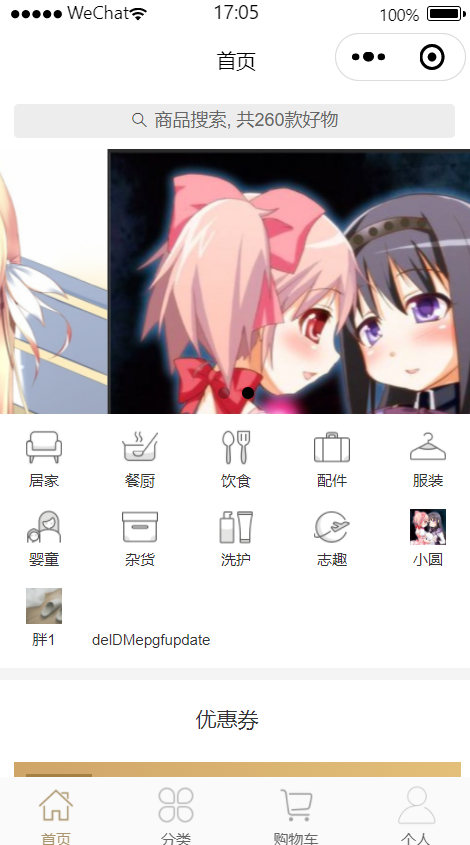 WeChat 17:05 100%
首页
商品搜索, 共260款好物
居家 餐厨 饮食 配件 服装
婴童 杂货 洗护 志趣 小圆
胖1 delDMepgfupdate
优惠券
首页 分类 购物车 个人